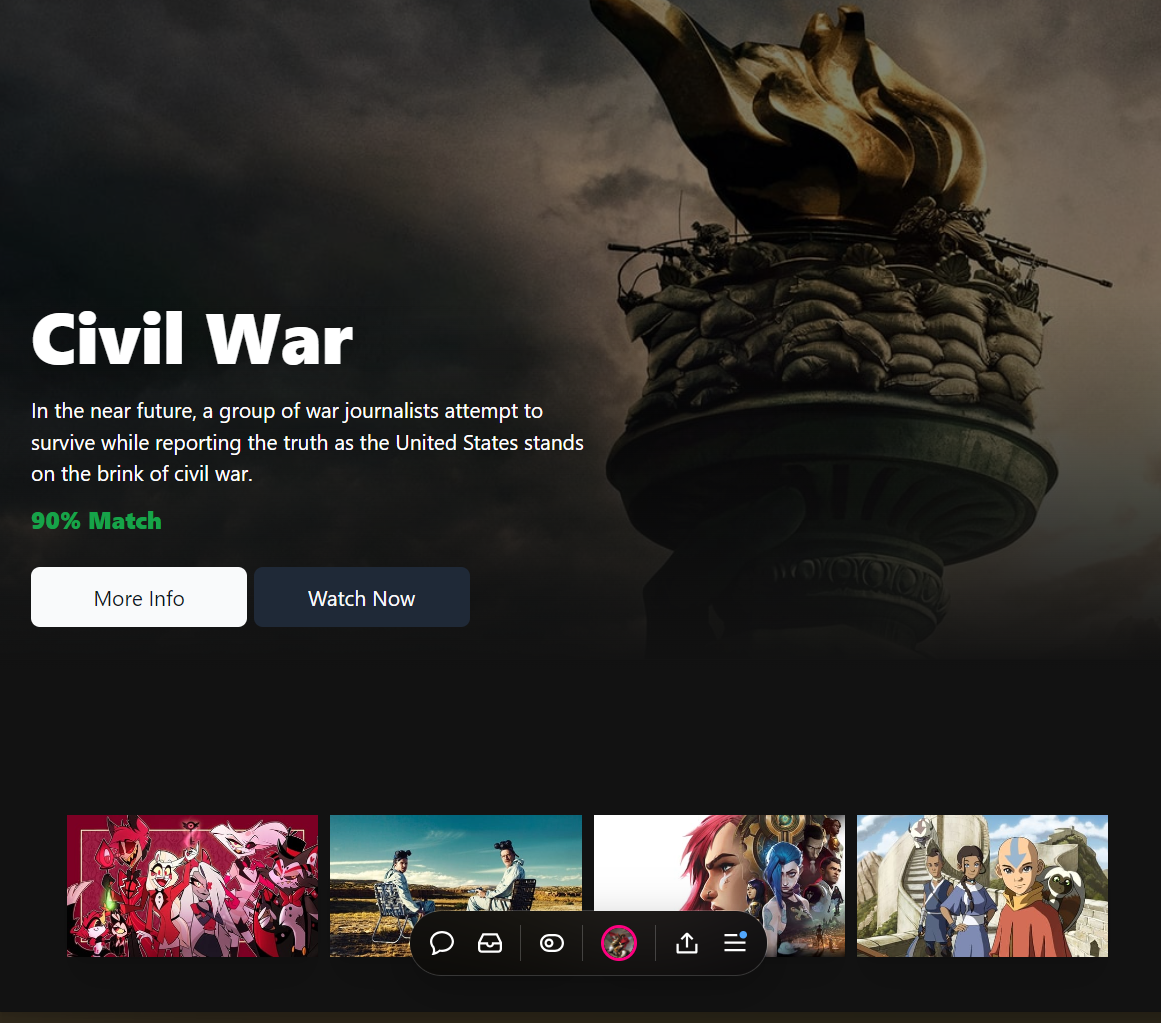 Civil War
In the near future, a group of war journalists attempt to
survive while reporting the truth as the United States stands
on the brink of civil war.
90% Match
More Info
Watch Now